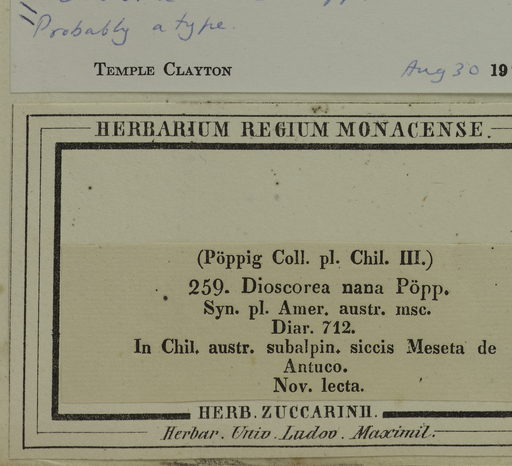 Probably a type.
TEMPLE CLAYTON Aug 30 19
HERBARIUM REGIUM MONACENSE.
(Pöppig Coll. pl. Chil. III.)
259. Dioscorea nana Pöpp.
Syn. pl. Amer. austr. msc.
Diar. 712.
In Chil. austr. subalpin. siccis Meseta de
Antuco.
Nov. lecta.
HERB. ZUCCARINII.
Herbar. Univ. Ludov. Maximil.